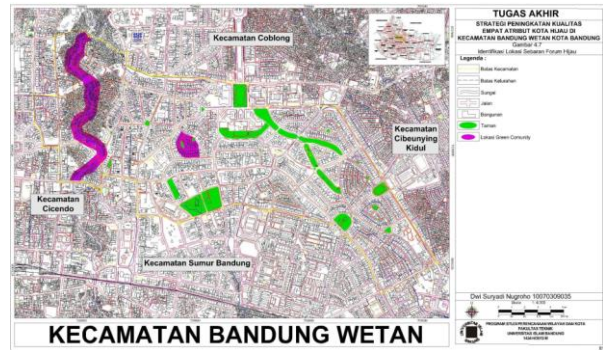 Kecamatan Coblong
Kecamatan
Cibeunying
Kidul
Kecamatan
Cicendo
Kecamatan Sumur Bandung
KECAMATAN BANDUNG WETAN
TUGAS AKHIR
STRATEGI PENINGKATAN KUALITAS
EMPAT ATRIBUT KOTA HIJAU DI
KECAMATAN BANDUNG WETAN KOTA BANDUNG
Gambar 4.7
Identifikasi Lokasi Sebaran Forum Hijau
Legenda :
Batas Kecamatan
Batas Kelurahan
Sungai
Jalan
Bangunan
Taman
Lokasi Green Comunity
Dwi Suryadi Nugroho 10070309035
PROGRAM STUDI PERENCANAAN WILAYAH DAN KOTA
FAKULTAS TEKNIK
UNIVERSITAS ISLAM BANDUNG